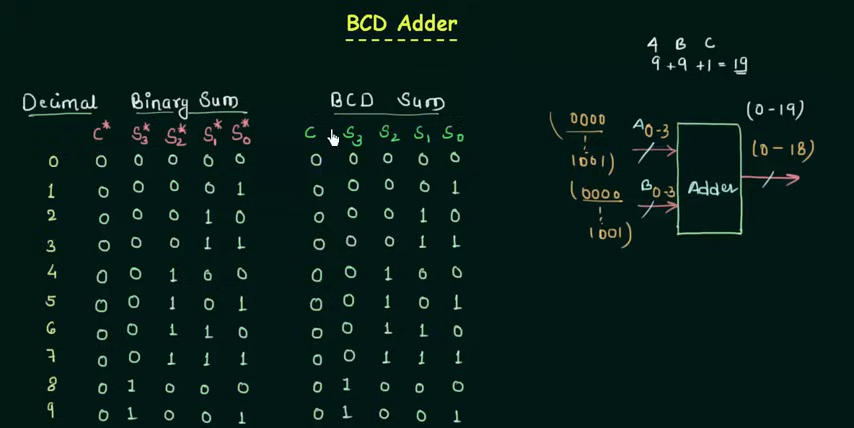 BCD Adder
A B C
9 + 9 + 1 = 19
Decimal Binary Sum BCD Sum
C* S3* S2* S1* S0* C S3 S2 S1 S0
0 0 0 0 0 0 0 0 0 0 0
1 0 0 0 0 1 0 0 0 0 1
2 0 0 0 1 0 0 0 0 1 0
3 0 0 0 1 1 0 0 0 1 1
4 0 0 1 0 0 0 0 1 0 0
5 0 0 1 0 1 0 0 1 0 1
6 0 0 1 1 0 0 0 1 1 0
7 0 0 1 1 1 0 0 1 1 1
8 0 1 0 0 0 0 1 0 0 0
9 0 1 0 0 1 0 1 0 0 1
(0000
1001)
(0000
1001)
A0-3
B0-3
Adder
(0-19)
(0-18)